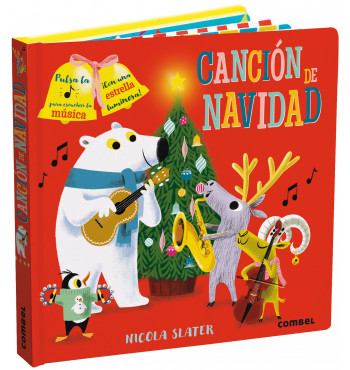 Pulsa la
para escuchar la
música
¡Con una
estrella
luminosa!
CANCIÓN DE
NAVIDAD
CANCIÓN DE NAVIDAD
NICOLA SLATER
COMBEL
COMBEL